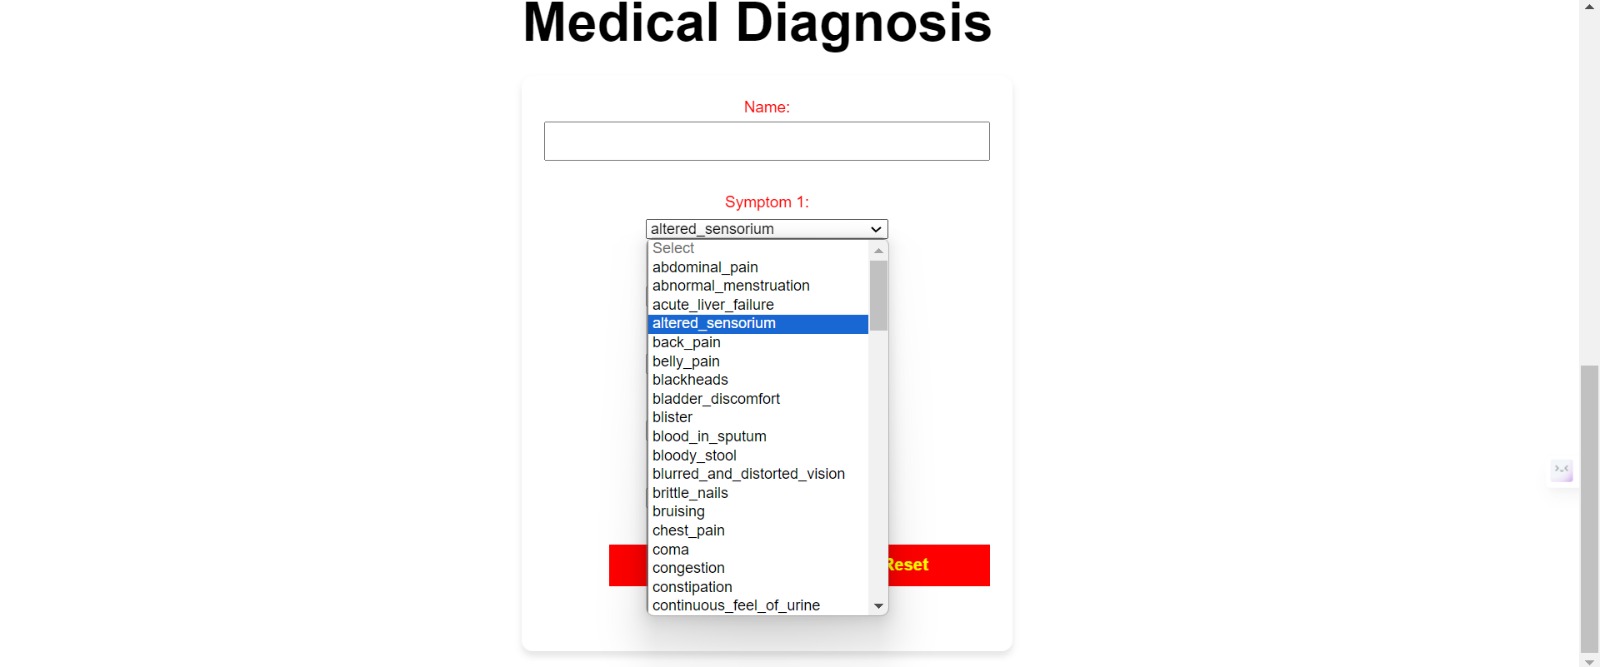 Medical Diagnosis
Name:
Symptom 1:
altered_sensorium
Select
abdominal_pain
abnormal_menstruation
acute_liver_failure
altered_sensorium
back_pain
belly_pain
blackheads
bladder_discomfort
blister
blood_in_sputum
bloody_stool
blurred_and_distorted_vision
brittle_nails
bruising
chest_pain
coma
congestion
Reset
constipation
continuous_feel_of_urine